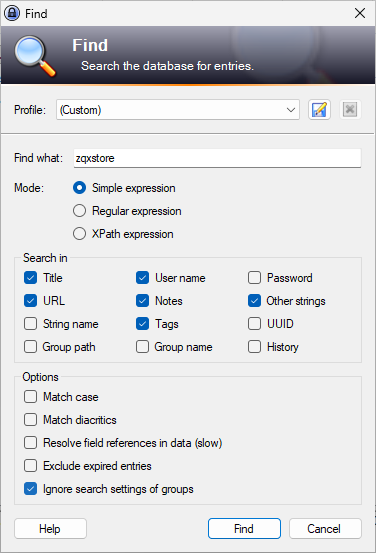 Find
Find
Search the database for entries.
Profile: (Custom)
Find what: zqxstore
Mode: Simple expression
Regular expression
XPath expression
Search in
Title User name Password
URL Notes Other strings
String name Tags UUID
Group path Group name History
Options
Match case
Match diacritics
Resolve field references in data (slow)
Exclude expired entries
Ignore search settings of groups
Help Find Cancel